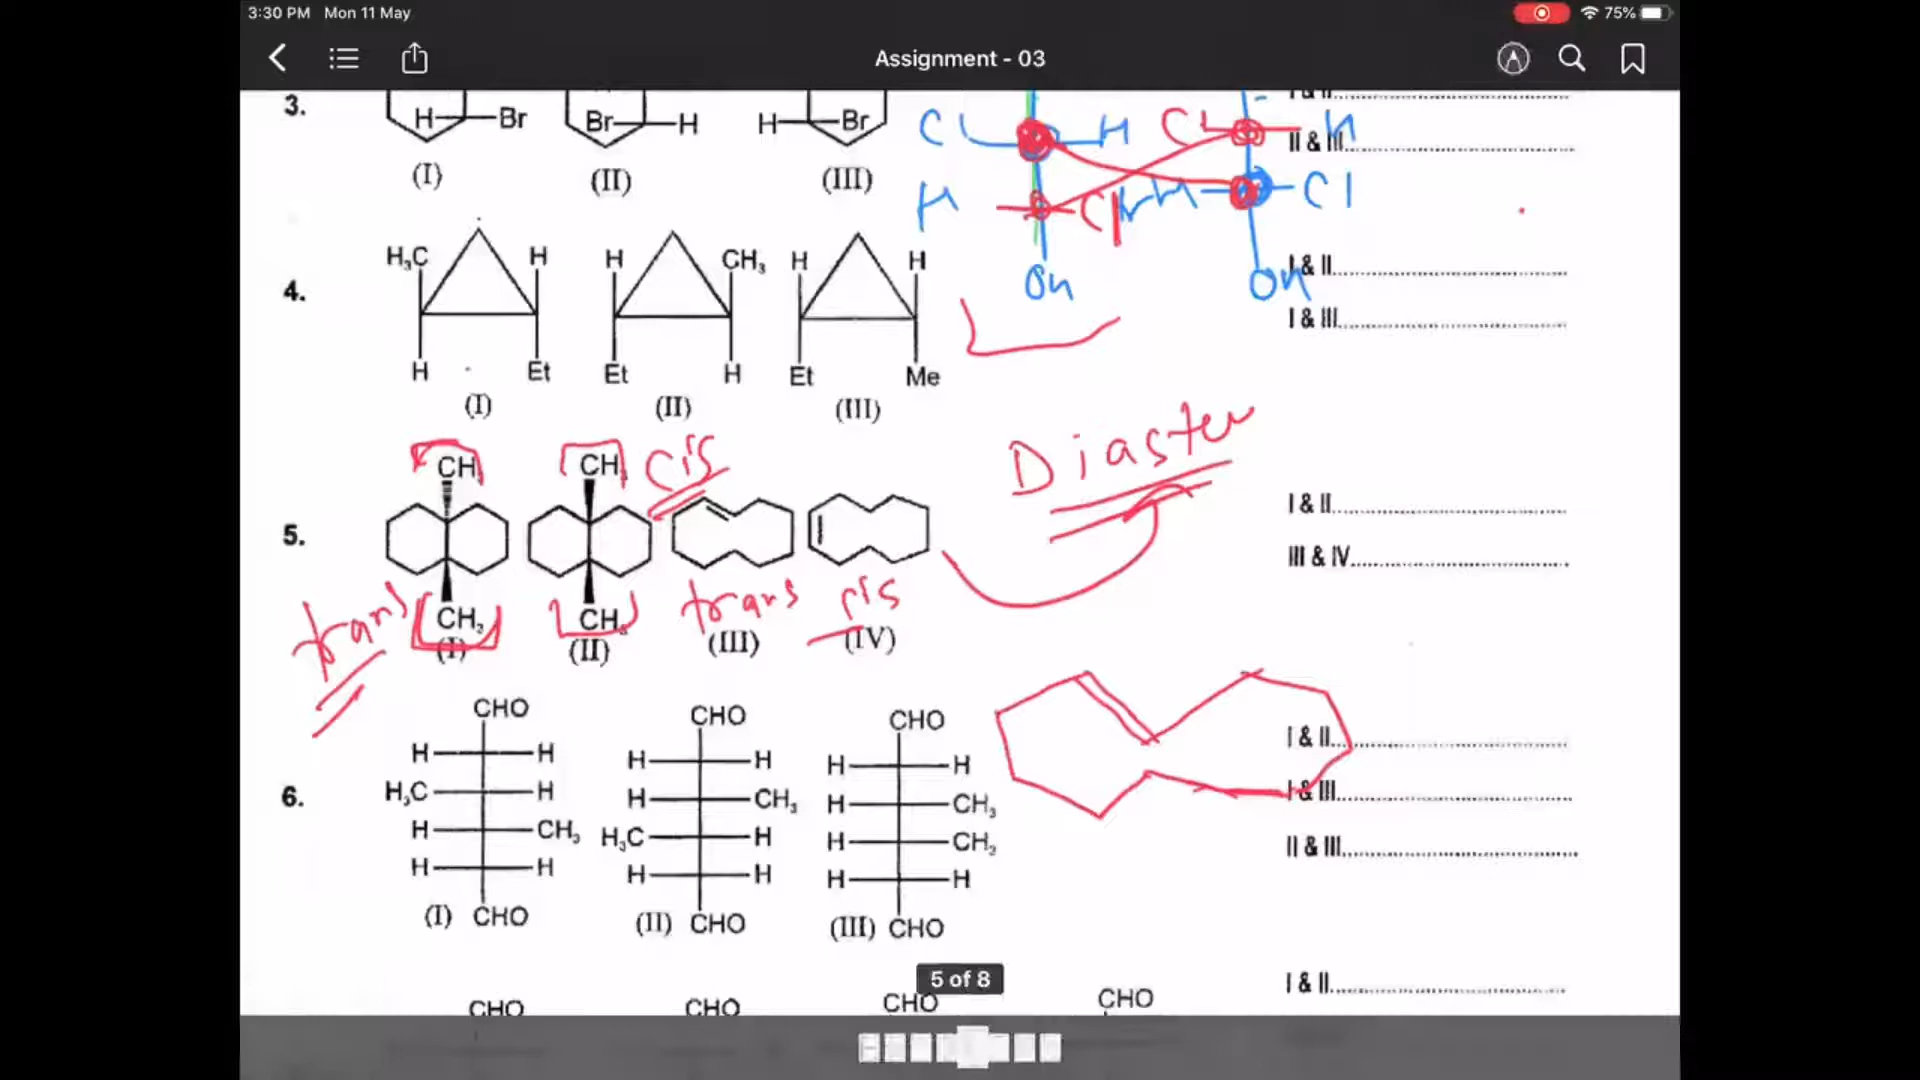 3:30 PM Mon 11 May
75%
Assignment - 03
3.
H Br
Br H
H Br
(I)
(II)
(III)
Cl H
Cl H
H Cl
H Cl
II & III
4.
H₃C H
H CH₃
H H
H Et
Et H
Et Me
(I)
(II)
(III)
I & II
I & III
5.
CH
CH
cis
Diaster
CH₃
CH₃
trans
trans
cis
(I)
(II)
(III)
(IV)
I & II
III & IV
6.
CHO
H H
H₃C H
H CH₃
H H
(I) CHO
CHO
H H
H CH₃
H₃C H
H H
(II) CHO
CHO
H H
H CH₃
H CH₂
H H
(III) CHO
I & II
I & III
II & III
5 of 8
CHO
CHO
CHO
CHO
I & II